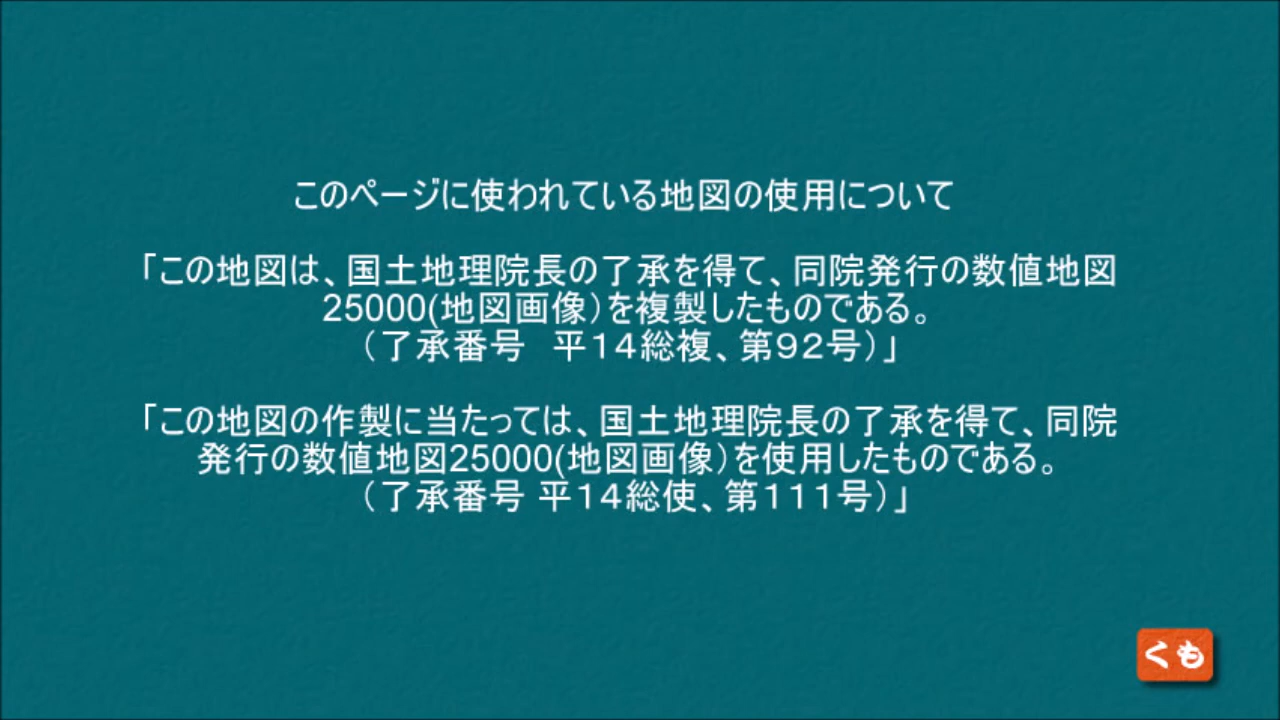 このページに使われている地図の使用について
「この地図は、国土地理院長の了承を得て、同院発行の数値地図
25000(地図画像）を複製したものである。
（了承番号　平１４総複、第９２号）」
「この地図の作製に当たっては、国土地理院長の了承を得て、同院
発行の数値地図25000(地図画像）を使用したものである。
（了承番号 平１４総使、第１１１号）」
くも